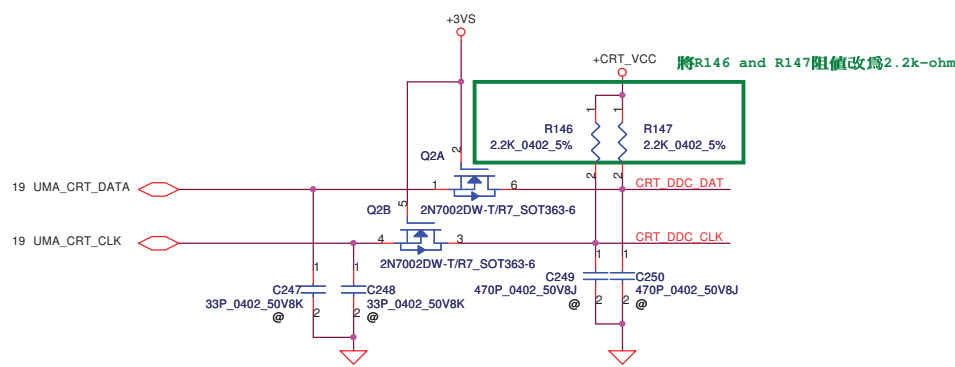 +3VS
+CRT_VCC
將R146 and R147阻值改爲2.2k-ohm
1
1
R146
R147
2.2K_0402_5%
2.2K_0402_5%
Q2A
2
2
2
19 UMA_CRT_DATA
1
6
CRT_DDC_DAT
Q2B
5
2N7002DW-T/R7_SOT363-6
19 UMA_CRT_CLK
4
3
CRT_DDC_CLK
2N7002DW-T/R7_SOT363-6
1
1
1
1
C247
C248
C249
C250
33P_0402_50V8K
33P_0402_50V8K
470P_0402_50V8J
470P_0402_50V8J
2
2
2
2
@
@
@
@